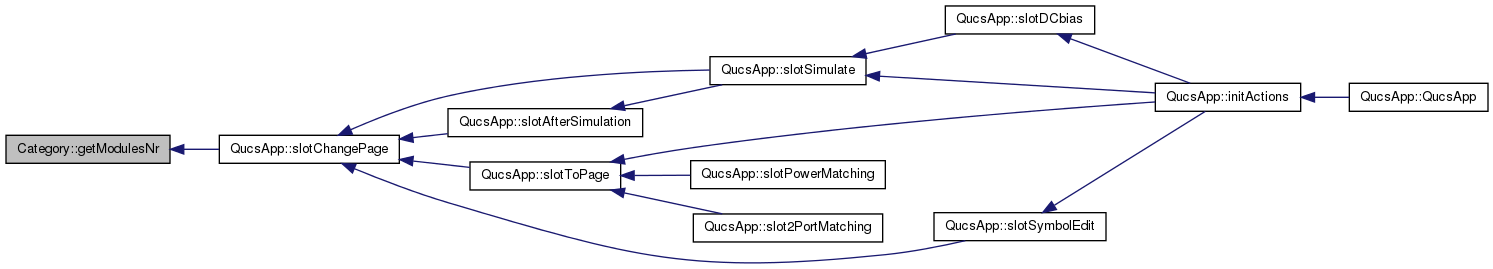 QucsApp::slotDCbias
QucsApp::slotSimulate
QucsApp::initActions
QucsApp::QucsApp
QucsApp::slotAfterSimulation
Category::getModulesNr
QucsApp::slotChangePage
QucsApp::slotToPage
QucsApp::slotPowerMatching
QucsApp::slot2PortMatching
QucsApp::slotSymbolEdit